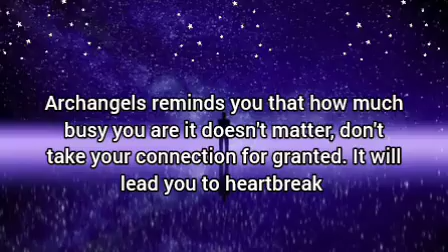 Archangels reminds you that how much
busy you are it doesn't matter, don't
take your connection for granted. It will
lead you to heartbreak